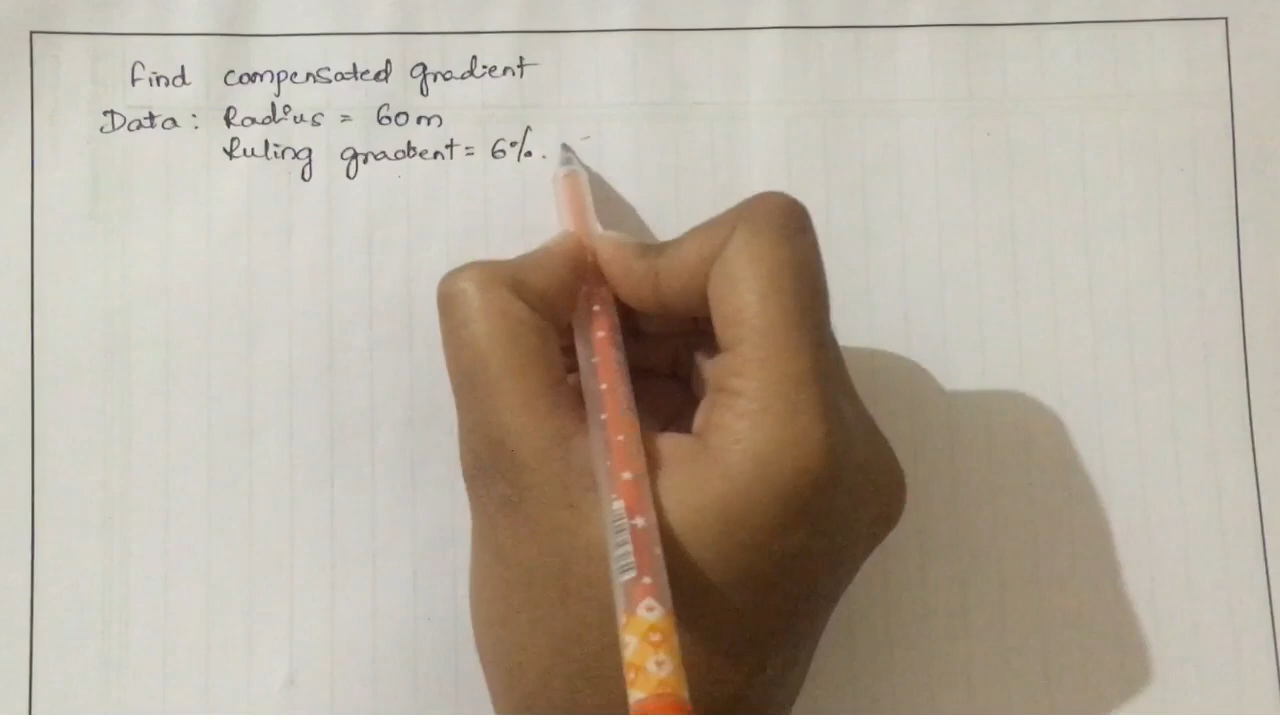 find compensated gradient
Data: Radius = 60m
Ruling gradient = 6%.